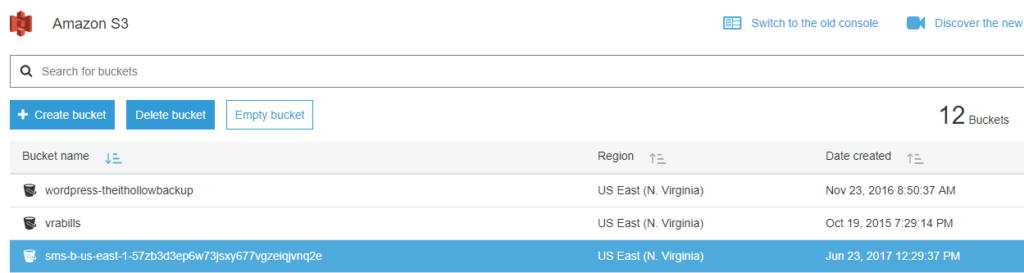 Amazon S3 Switch to the old console Discover the new
Search for buckets
Create bucket Delete bucket Empty bucket 12 Buckets
Bucket name Region Date created
wordpress-theithollowbackup US East (N. Virginia) Nov 23, 2016 8:50:37 AM
vrabills US East (N. Virginia) Oct 19, 2015 7:29:14 PM
sms-b-us-east-1-57zb3d3ep6w73jsxy677vgzeiqjvnq2e US East (N. Virginia) Jun 23, 2017 12:29:37 PM